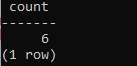 count
-------
6
(1 row)